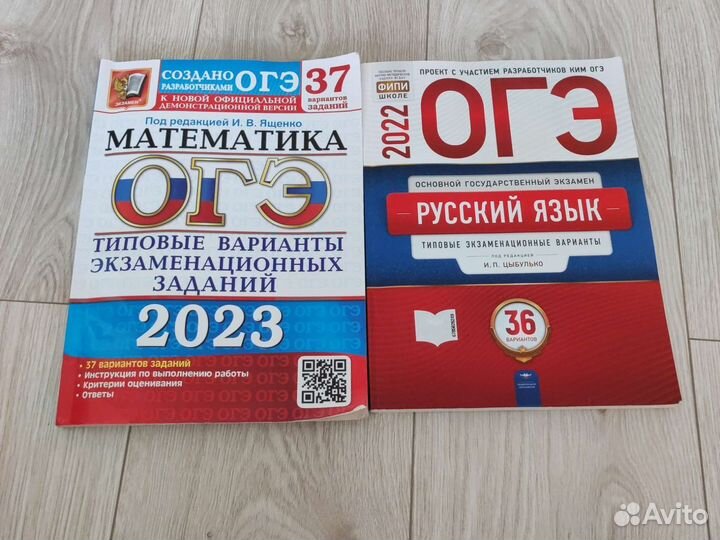 ЭКЗАМЕН
СОЗДАНО
РАЗРАБОТЧИКАМИ
ОГЭ
К НОВОЙ ОФИЦИАЛЬНОЙ
ДЕМОНСТРАЦИОННОЙ ВЕРСИИ
37
вариантов
заданий
Под редакцией И. В. Ященко
МАТЕМАТИКА
ОГЭ
ТИПОВЫЕ ВАРИАНТЫ
ЭКЗАМЕНАЦИОННЫХ
ЗАДАНИЙ
2023
• 37 вариантов заданий
• Инструкция по выполнению работы
• Критерии оценивания
• Ответы
ФИПИ
ШКОЛЕ
ПРОЕКТ С УЧАСТИЕМ РАЗРАБОТЧИКОВ КИМ ОГЭ
2022
ОГЭ
ОСНОВНОЙ ГОСУДАРСТВЕННЫЙ ЭКЗАМЕН
РУССКИЙ ЯЗЫК
ТИПОВЫЕ ЭКЗАМЕНАЦИОННЫЕ ВАРИАНТЫ
ПОД РЕДАКЦИЕЙ
И. П. ЦЫБУЛЬКО
36
ВАРИАНТОВ
Avito